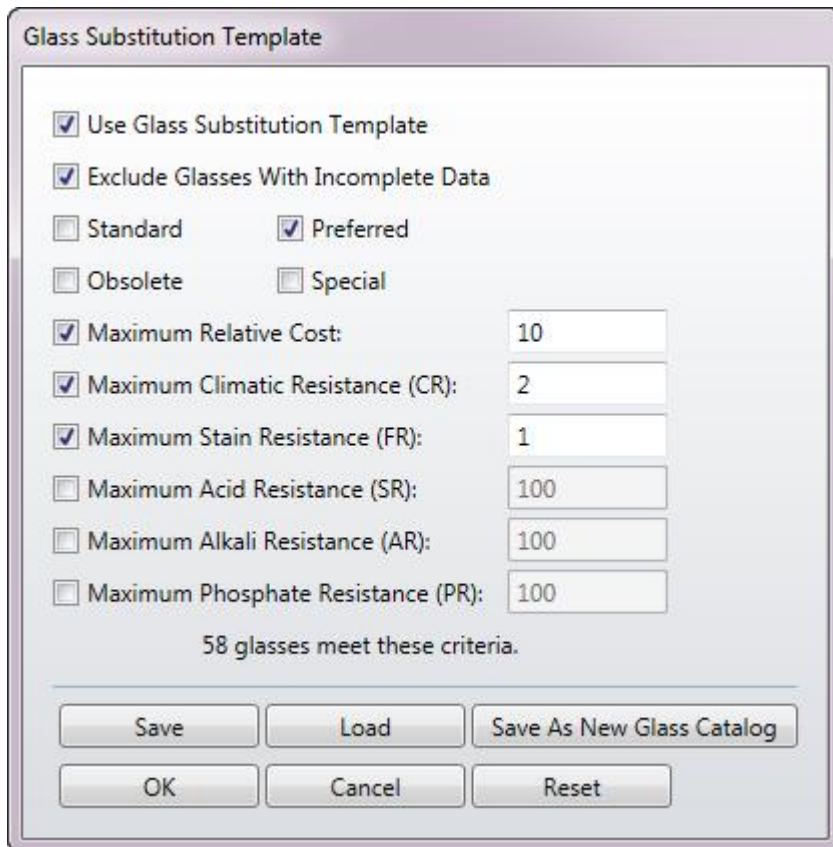 Glass Substitution Template
Use Glass Substitution Template
Exclude Glasses With Incomplete Data
Standard Preferred
Obsolete Special
Maximum Relative Cost: 10
Maximum Climatic Resistance (CR): 2
Maximum Stain Resistance (FR): 1
Maximum Acid Resistance (SR): 100
Maximum Alkali Resistance (AR): 100
Maximum Phosphate Resistance (PR): 100
58 glasses meet these criteria.
Save Load Save As New Glass Catalog
OK Cancel Reset